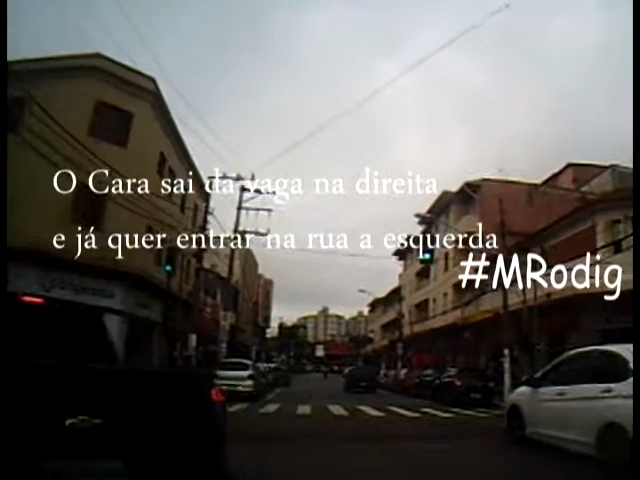 O Cara sai da vaga na direita
e já quer entrar na rua a esquerda
#MRodig